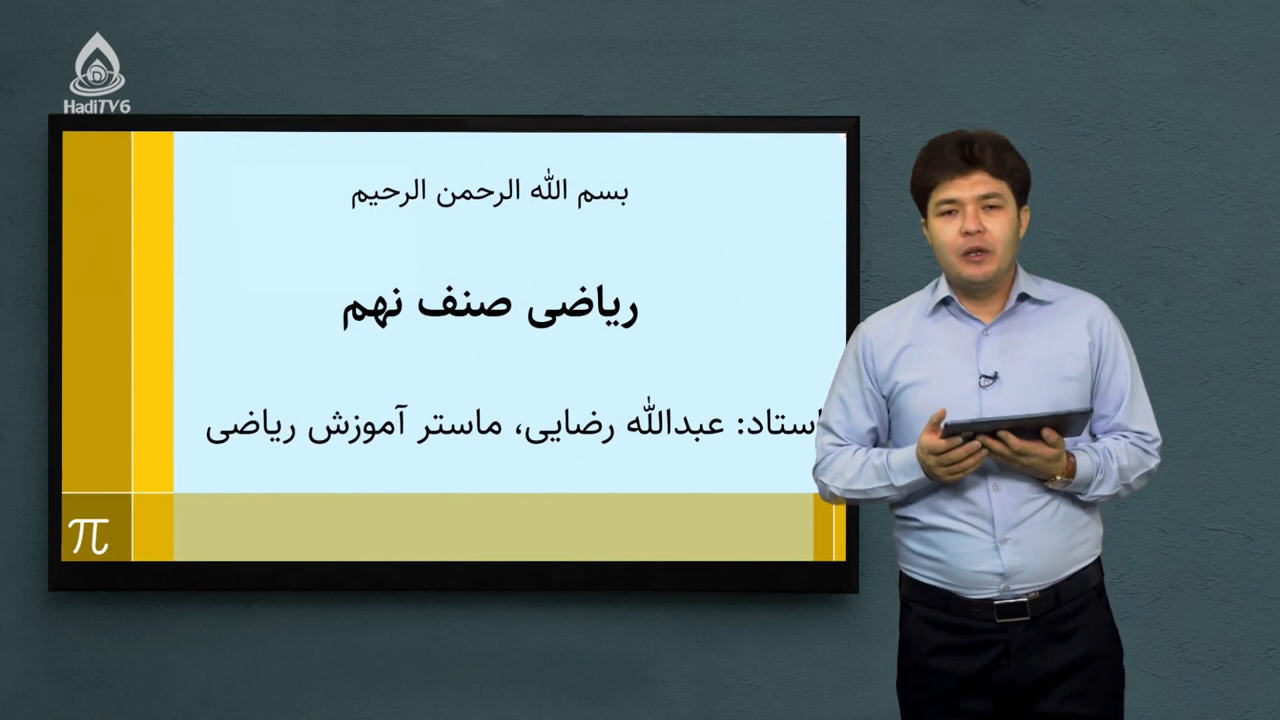 HadiTV6
بسم الله الرحمن الرحیم
ریاضی صنف نهم
استاد: عبدالله رضایی، ماستر آموزش ریاضی
π